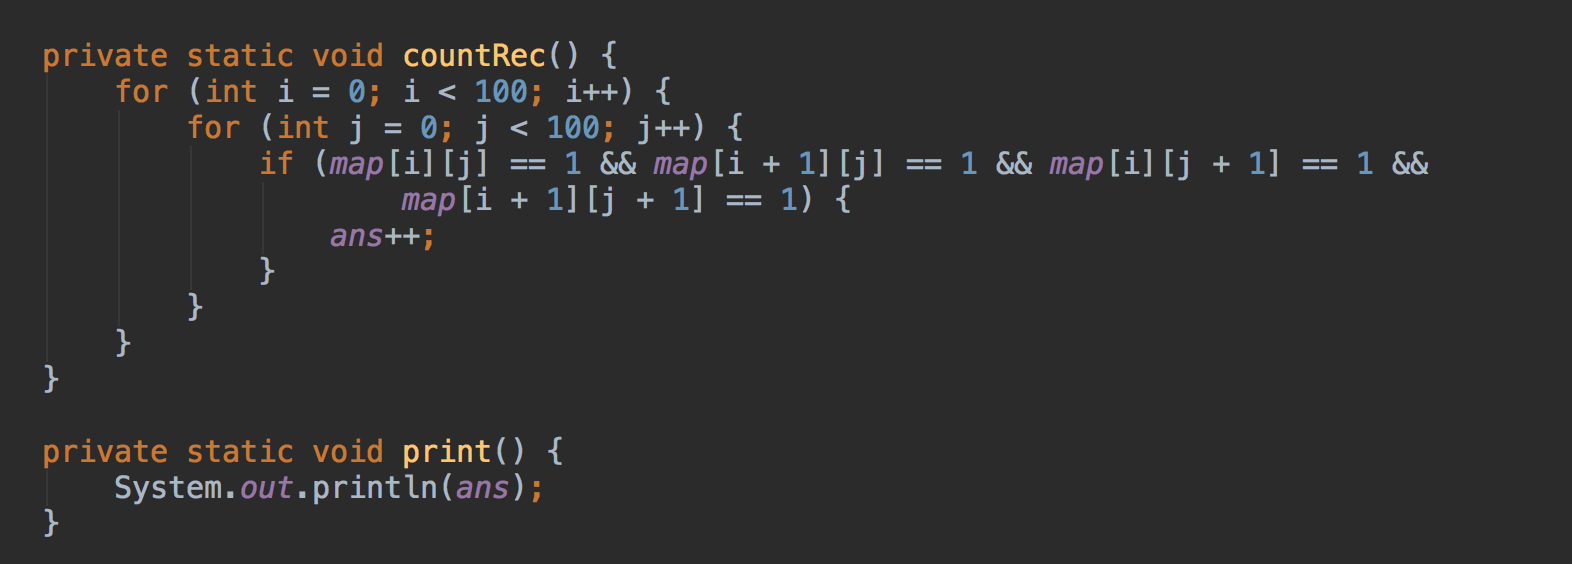 private static void countRec() {
    for (int i = 0; i < 100; i++) {
        for (int j = 0; j < 100; j++) {
            if (map[i][j] == 1 && map[i + 1][j] == 1 && map[i][j + 1] == 1 &&
                    map[i + 1][j + 1] == 1) {
                ans++;
            }
        }
    }
}

private static void print() {
    System.out.println(ans);
}